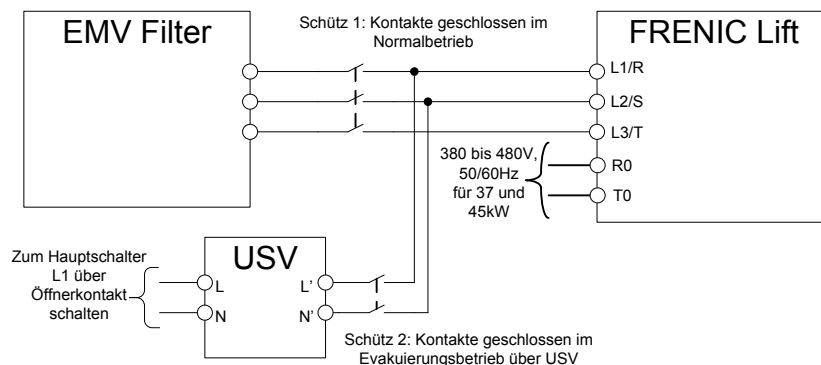 EMV Filter
Schütz 1: Kontakte geschlossen im
Normalbetrieb
FRENIC Lift
L1/R
L2/S
L3/T
R0
T0
380 bis 480V,
50/60Hz
für 37 und
45kW
Zum Hauptschalter
L1 über
Öffnerkontakt
schalten
USV
L
N
L'
N'
Schütz 2: Kontakte geschlossen im
Evakuierungsbetrieb über USV